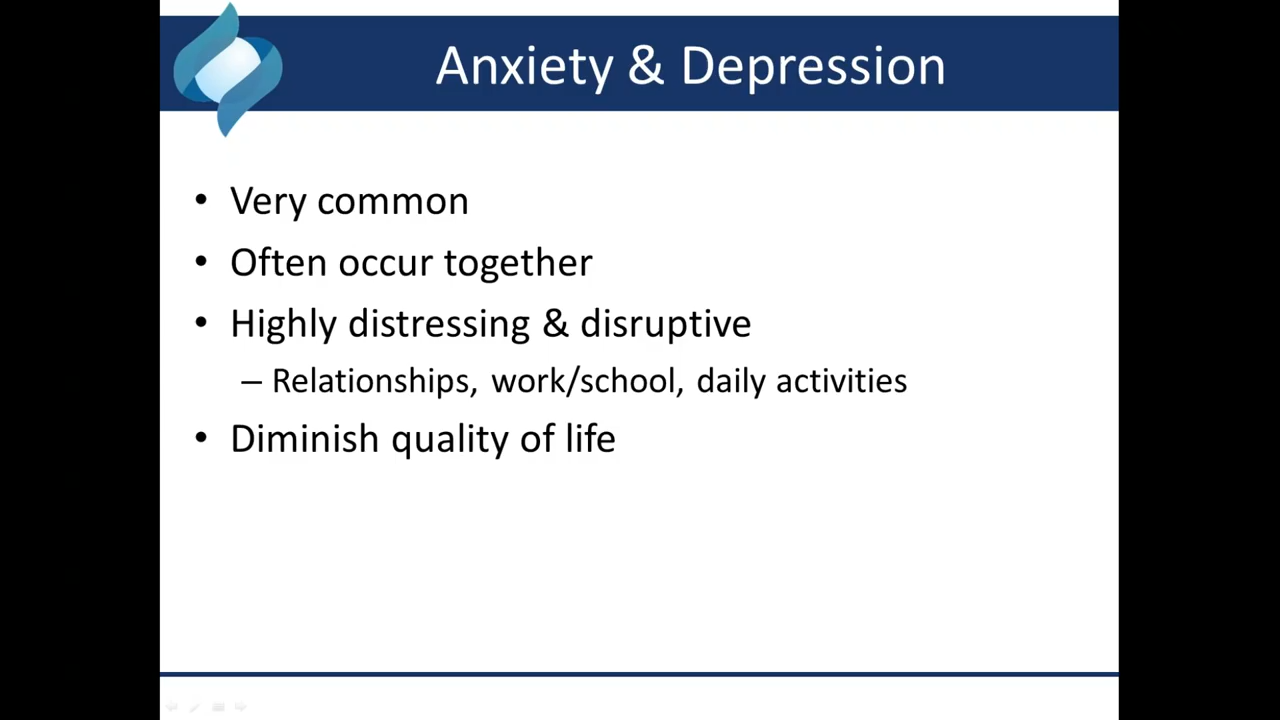 Anxiety & Depression
• Very common
• Often occur together
• Highly distressing & disruptive
– Relationships, work/school, daily activities
• Diminish quality of life